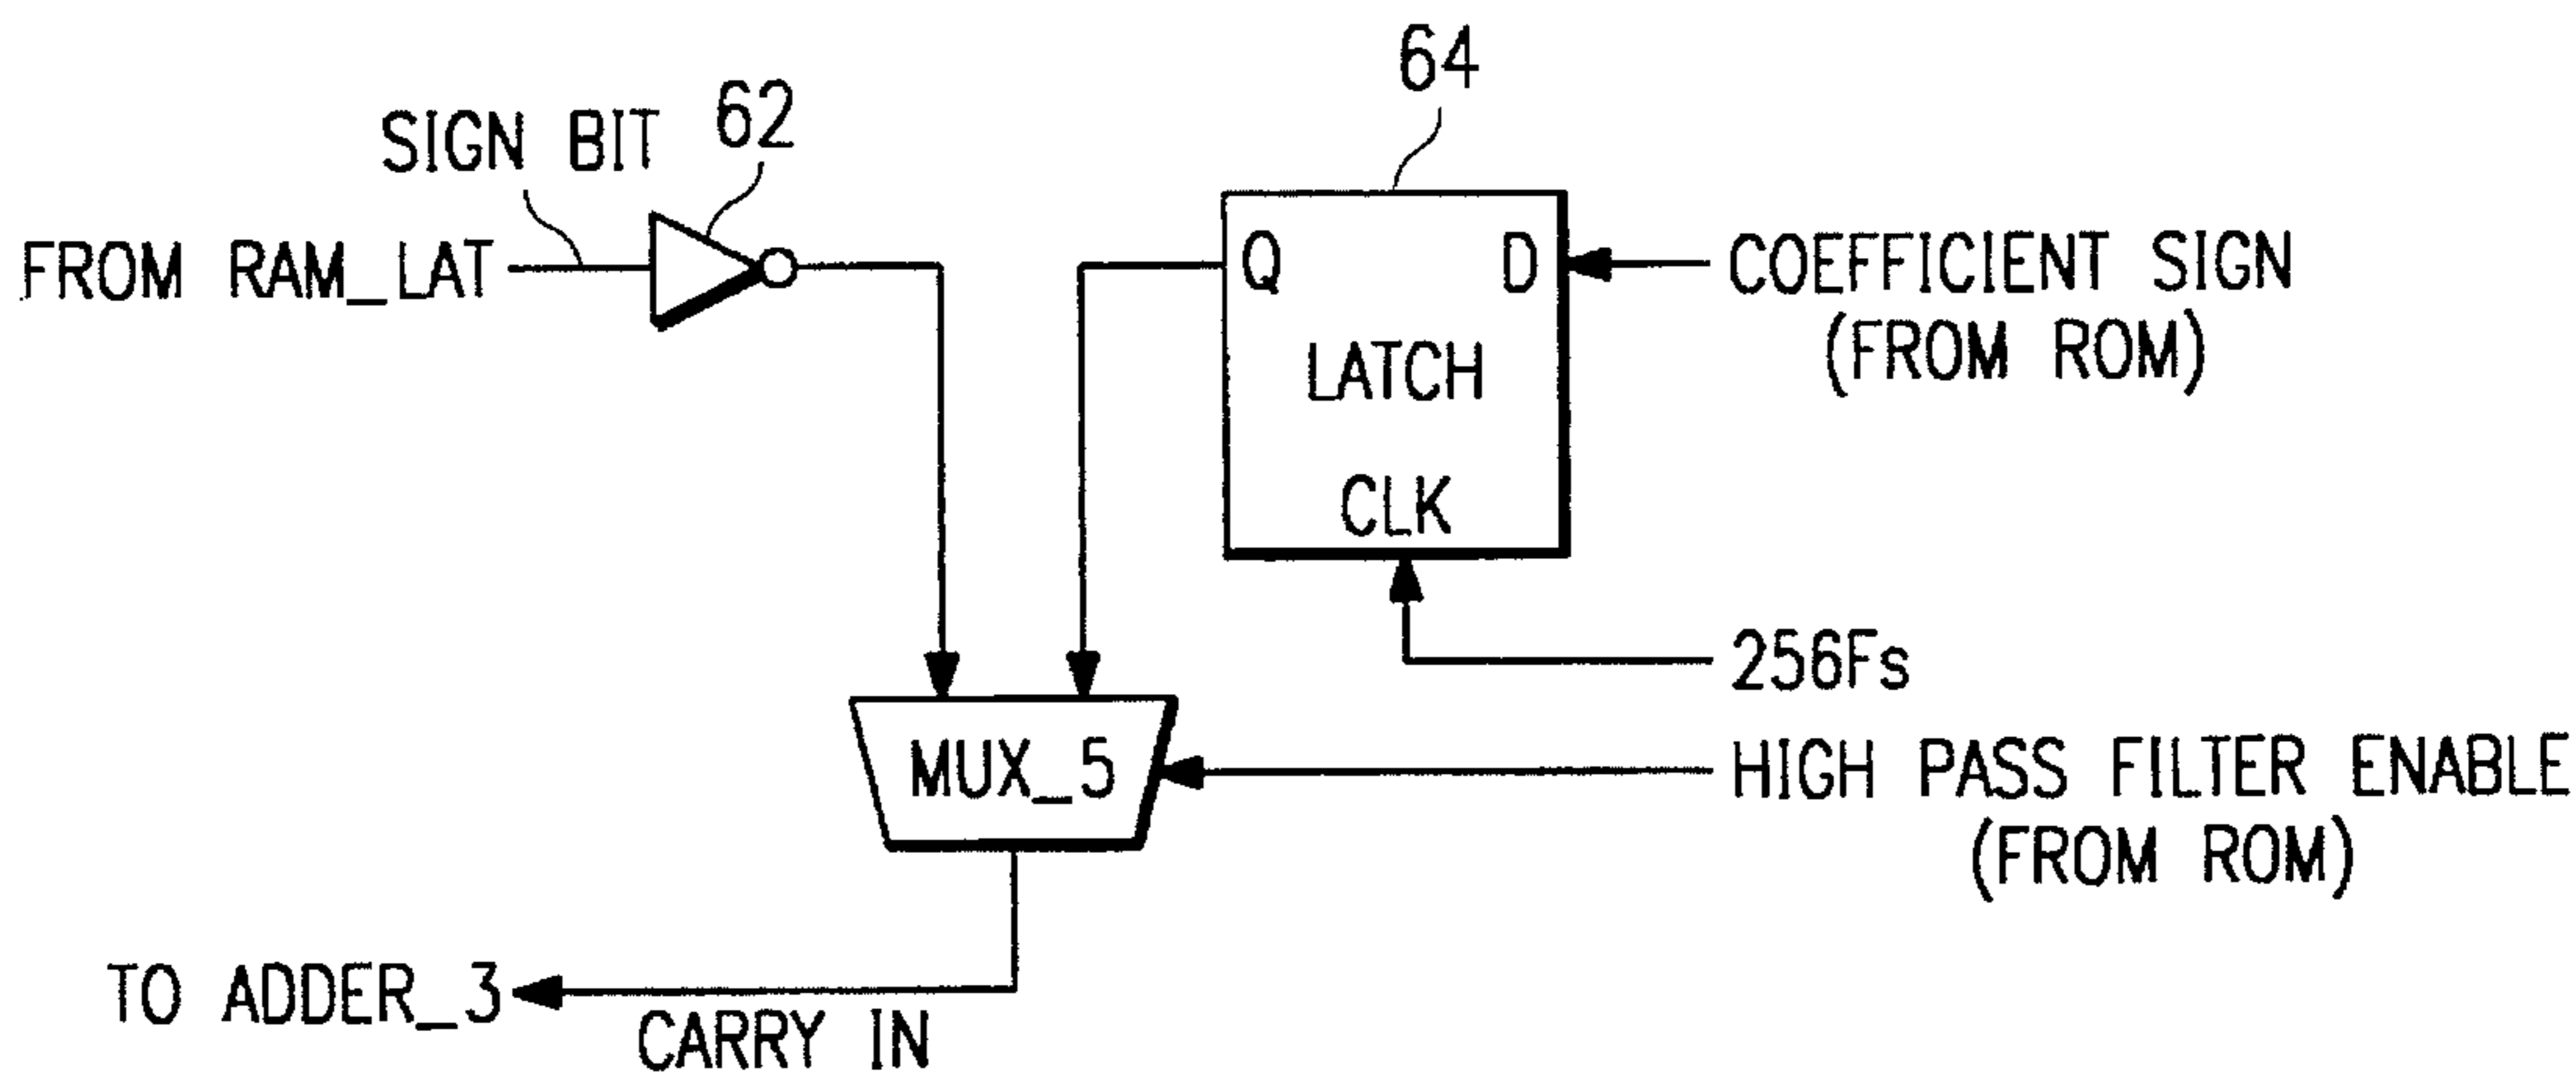 64
62
SIGN BIT
FROM RAM_LAT
Q D
COEFFICIENT SIGN
(FROM ROM)
LATCH
CLK
256Fs
MUX_5
HIGH PASS FILTER ENABLE
(FROM ROM)
TO ADDER_3
CARRY IN